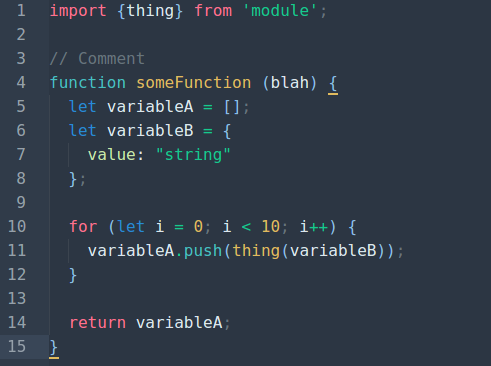 1 import {thing} from 'module';
2
3 // Comment
4 function someFunction (blah) {
5   let variableA = [];
6   let variableB = {
7     value: "string"
8   };
9
10   for (let i = 0; i < 10; i++) {
11     variableA.push(thing(variableB));
12   }
13
14   return variableA;
15 }